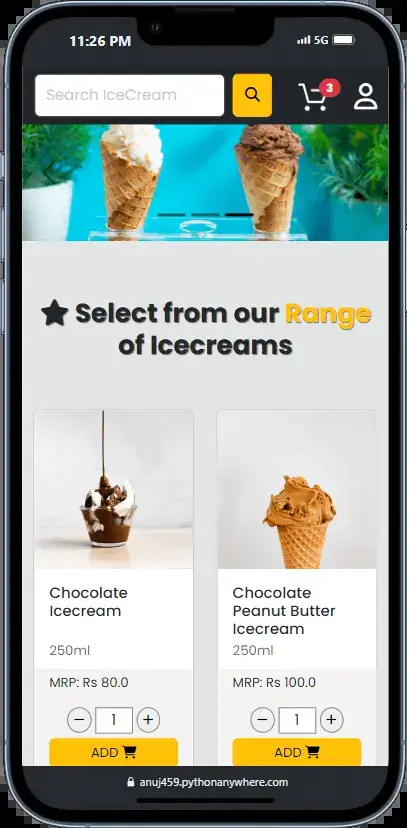 11:26 PM 5G
Search IceCream
3
Select from our Range
of Icecreams
Chocolate
Icecream
250ml
MRP: Rs 80.0
− 1 +
ADD
Chocolate
Peanut Butter
Icecream
250ml
MRP: Rs 100.0
− 1 +
ADD
anuj459.pythonanywhere.com